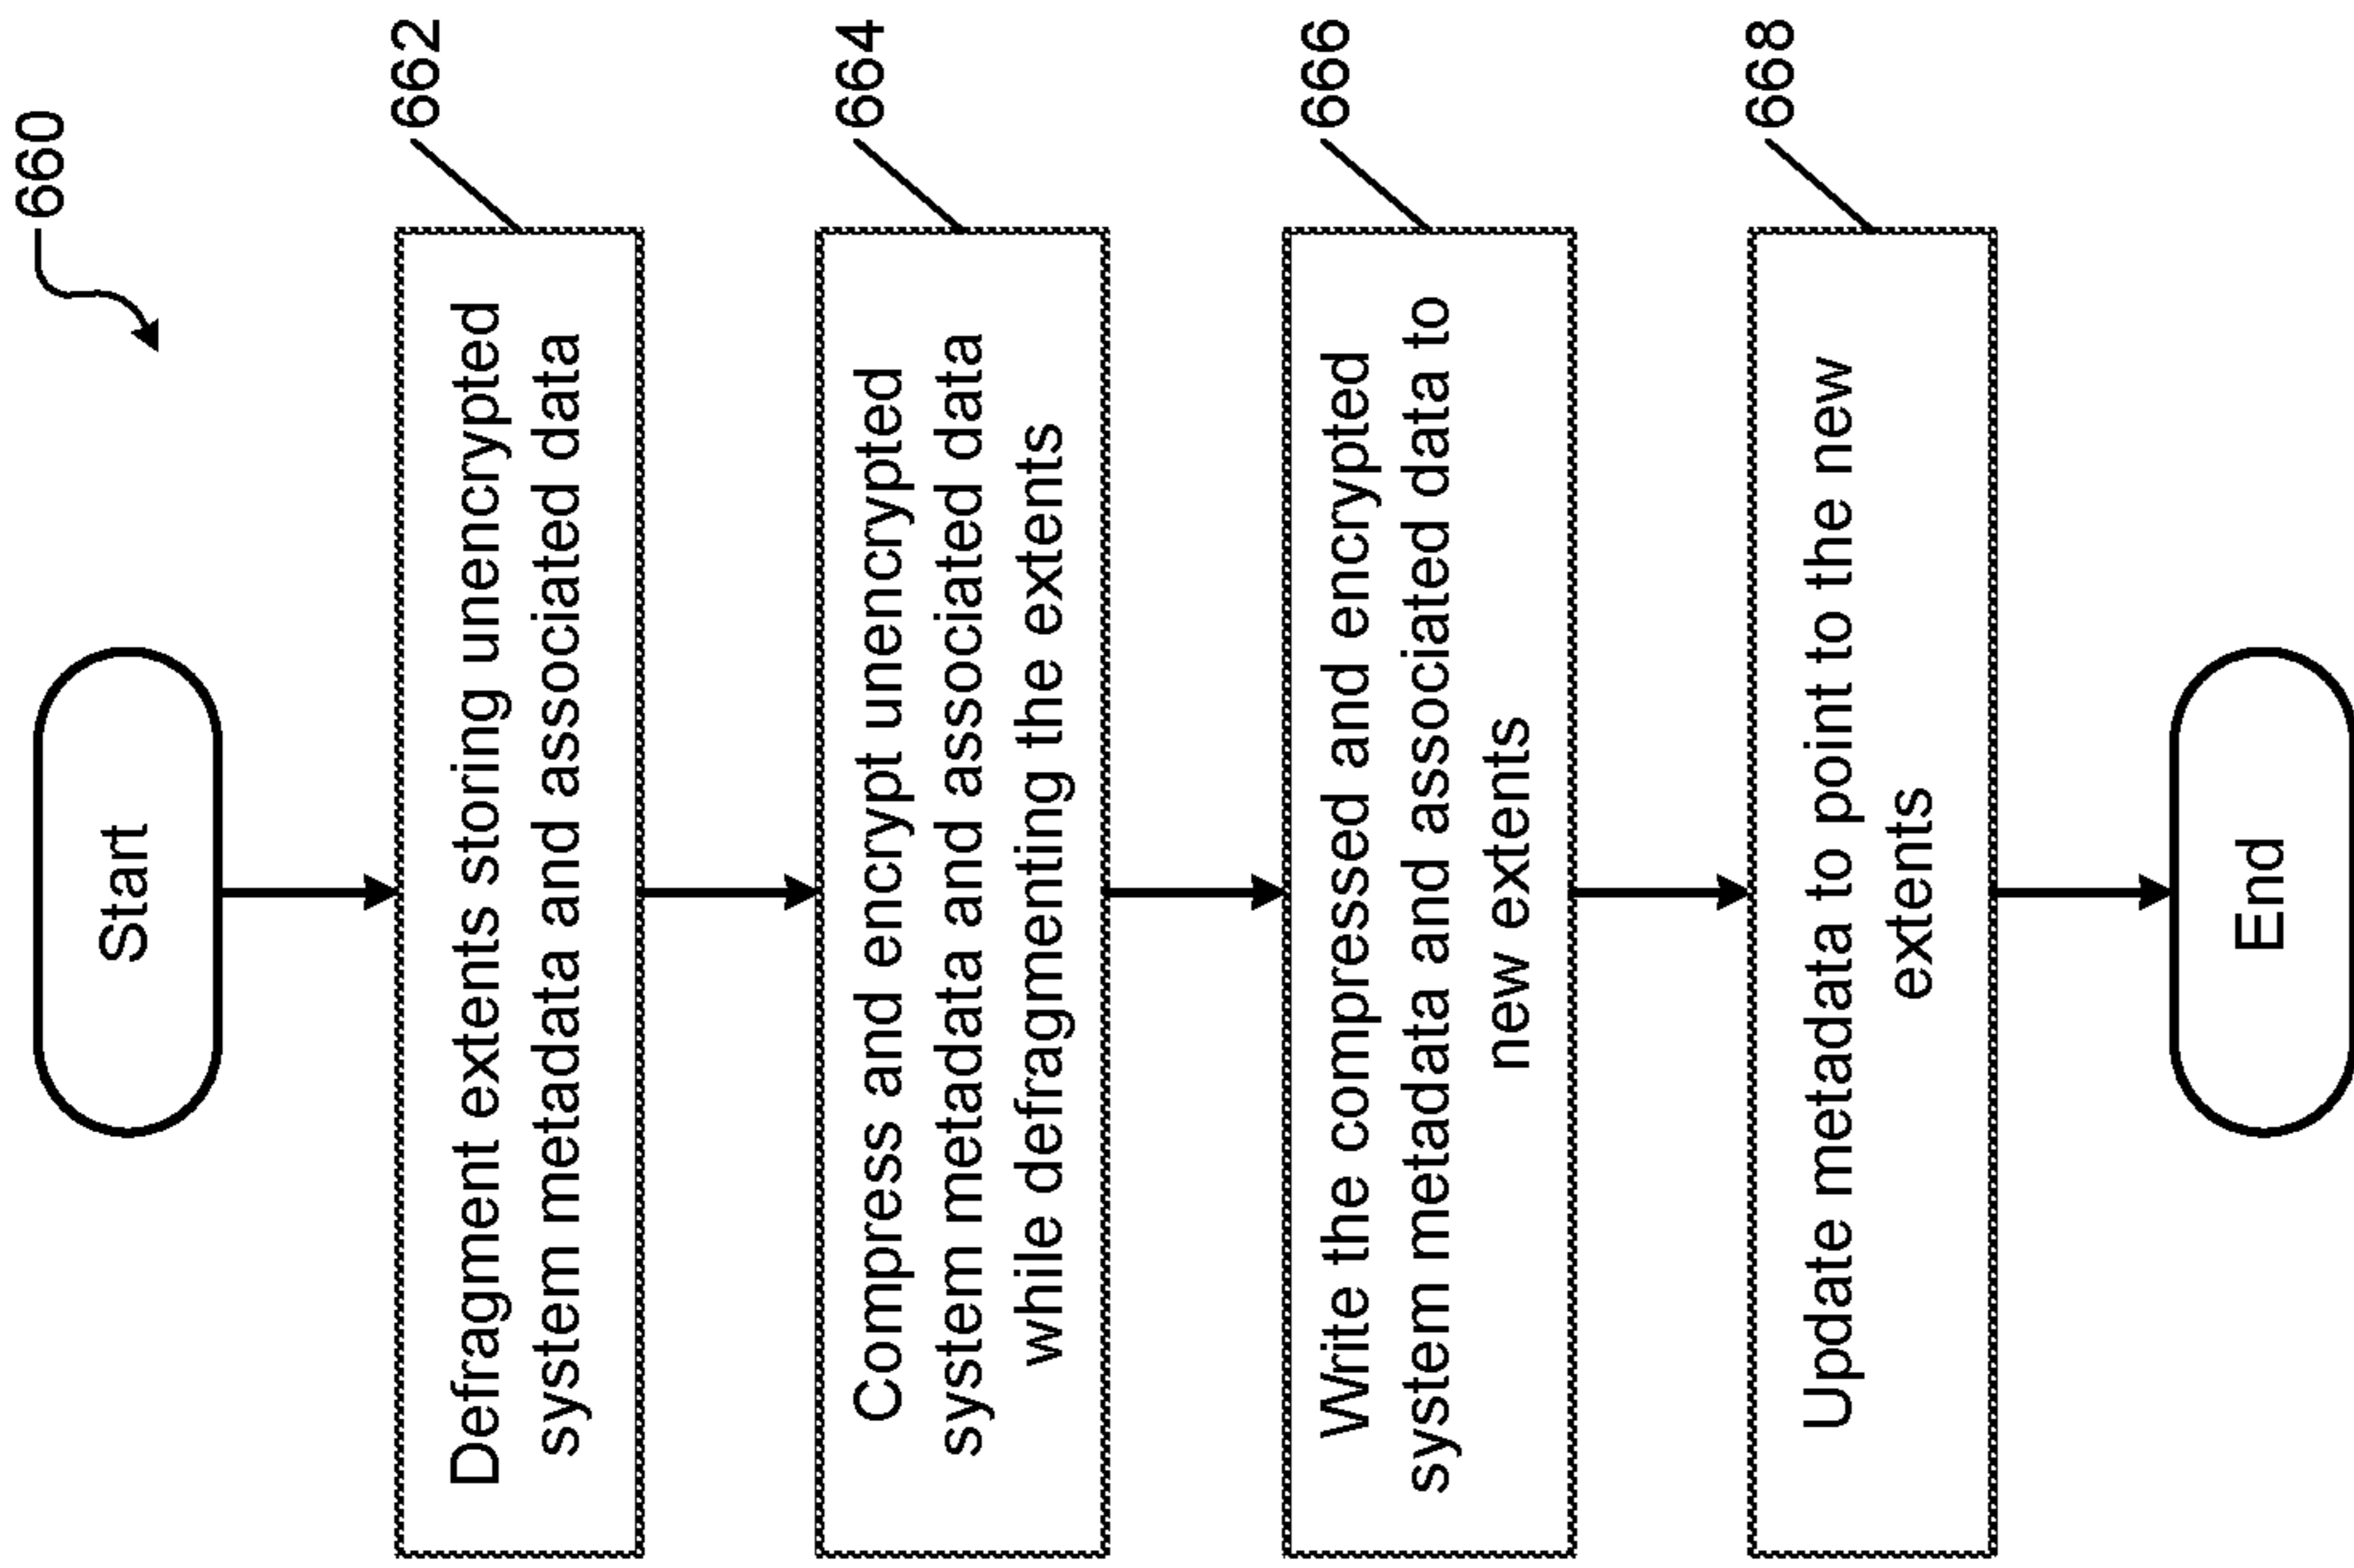 660
Start
Defragment extents storing unencrypted
system metadata and associated data
662
Compress and encrypt unencrypted
system metadata and associated data
while defragmenting the extents
664
Write the compressed and encrypted
system metadata and associated data to
new extents
666
Update metadata to point to the new
extents
668
End